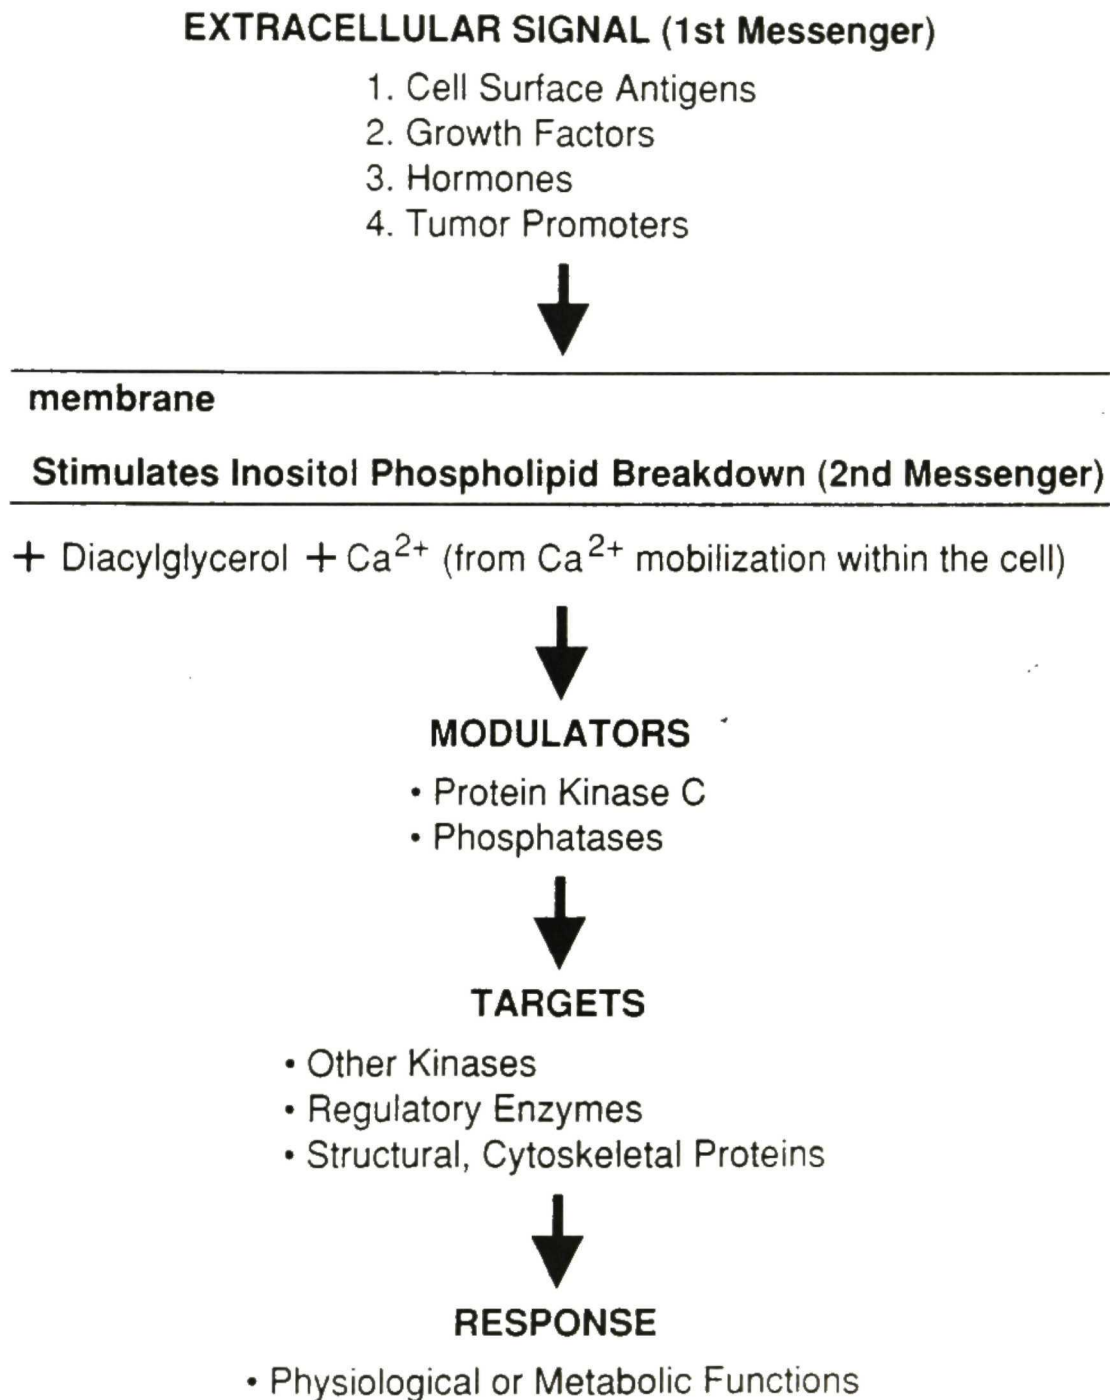 EXTRACELLULAR SIGNAL (1st Messenger)
1. Cell Surface Antigens
2. Growth Factors
3. Hormones
4. Tumor Promoters
membrane
Stimulates Inositol Phospholipid Breakdown (2nd Messenger)
+ Diacylglycerol + Ca²⁺ (from Ca²⁺ mobilization within the cell)
MODULATORS
• Protein Kinase C
• Phosphatases
TARGETS
• Other Kinases
• Regulatory Enzymes
• Structural, Cytoskeletal Proteins
RESPONSE
• Physiological or Metabolic Functions